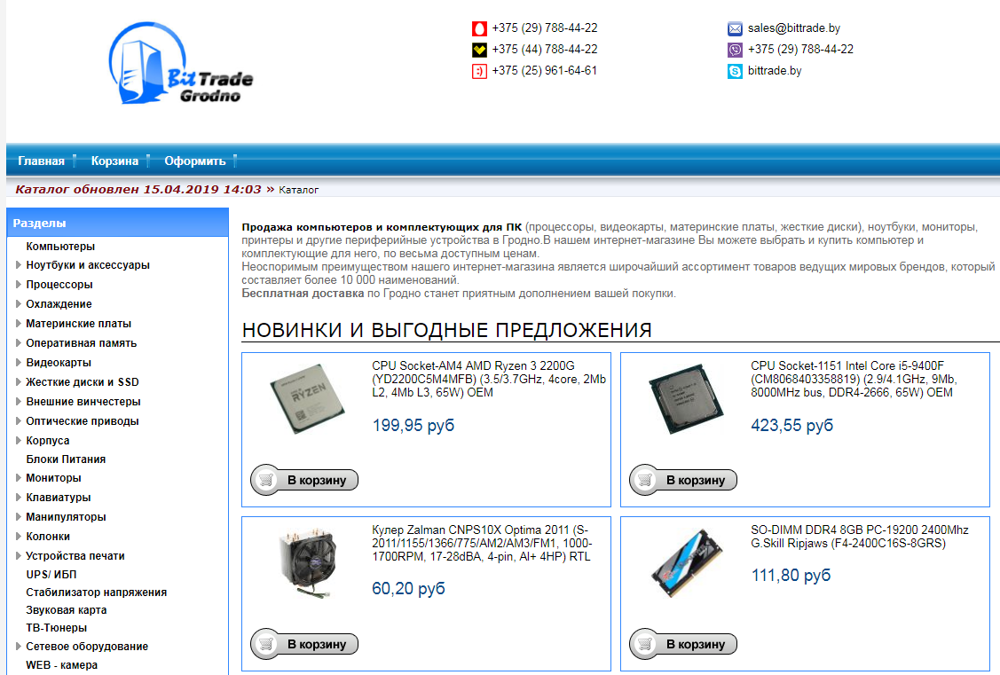 Bit Trade
Grodno
+375 (29) 788-44-22
+375 (44) 788-44-22
+375 (25) 961-64-61
sales@bittrade.by
+375 (29) 788-44-22
bittrade.by
Главная
Корзина
Оформить
Каталог обновлен 15.04.2019 14:03 » Каталог
Разделы
Компьютеры
Ноутбуки и аксессуары
Процессоры
Охлаждение
Материнские платы
Оперативная память
Видеокарты
Жесткие диски и SSD
Внешние винчестеры
Оптические приводы
Корпуса
Блоки Питания
Мониторы
Клавиатуры
Манипуляторы
Колонки
Устройства печати
UPS/ ИБП
Стабилизатор напряжения
Звуковая карта
ТВ-Тюнеры
Сетевое оборудование
WEB - камера
Продажа компьютеров и комплектующих для ПК (процессоры, видеокарты, материнские платы, жесткие диски), ноутбуки, мониторы,
принтеры и другие периферийные устройства в Гродно.В нашем интернет-магазине Вы можете выбрать и купить компьютер и
комплектующие для него, по весьма доступным ценам.
Неоспоримым преимуществом нашего интернет-магазина является широчайший ассортимент товаров ведущих мировых брендов, который
составляет более 10 000 наименований.
Бесплатная доставка по Гродно станет приятным дополнением вашей покупки.
НОВИНКИ И ВЫГОДНЫЕ ПРЕДЛОЖЕНИЯ
RYZEN
CPU Socket-AM4 AMD Ryzen 3 2200G
(YD2200C5M4MFB) (3.5/3.7GHz, 4core, 2Mb
L2, 4Mb L3, 65W) OEM
199,95 руб
В корзину
CPU Socket-1151 Intel Core i5-9400F
(CM8068403358819) (2.9/4.1GHz, 9Mb,
8000MHz bus, DDR4-2666, 65W) OEM
423,55 руб
В корзину
Кулер Zalman CNPS10X Optima 2011 (S-
2011/1155/1366/775/AM2/AM3/FM1, 1000-
1700RPM, 17-28dBA, 4-pin, Al+ 4HP) RTL
60,20 руб
В корзину
SO-DIMM DDR4 8GB PC-19200 2400Mhz
G.Skill Ripjaws (F4-2400C16S-8GRS)
111,80 руб
В корзину